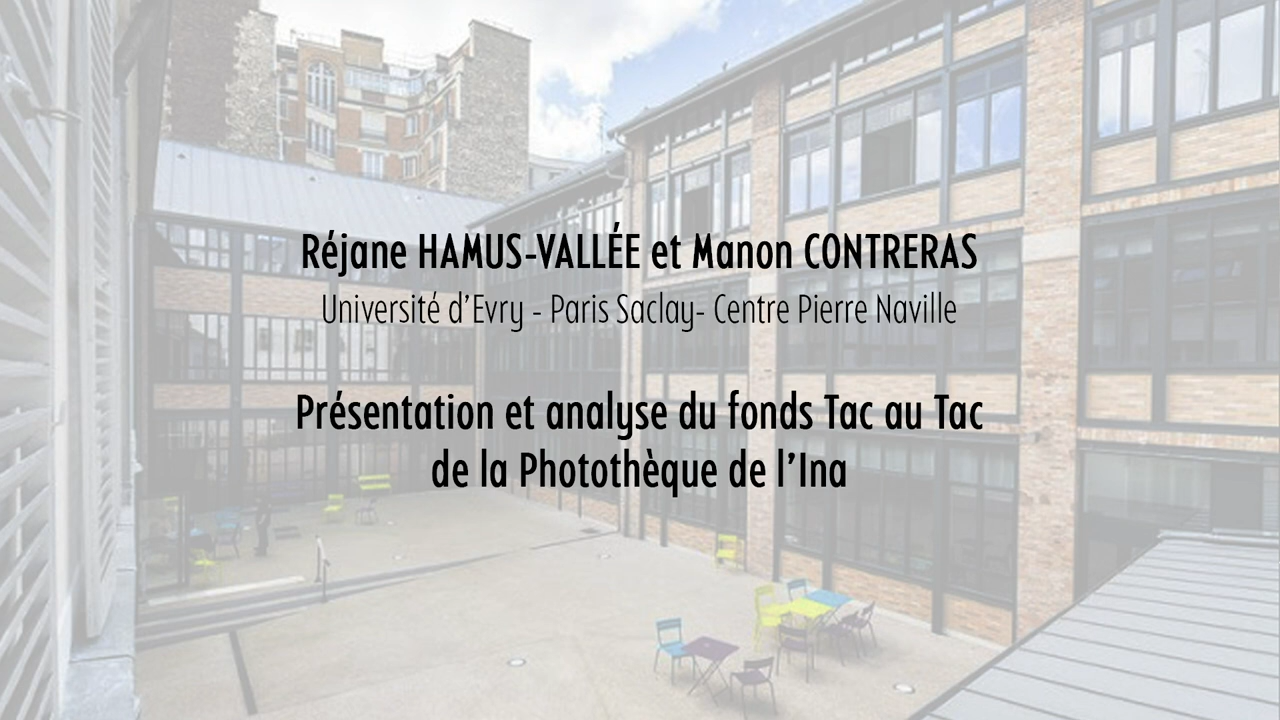 Réjane HAMUS-VALLÉE et Manon CONTRERAS
Université d’Evry - Paris Saclay- Centre Pierre Naville
Présentation et analyse du fonds Tac au Tac
de la Photothèque de l’Ina